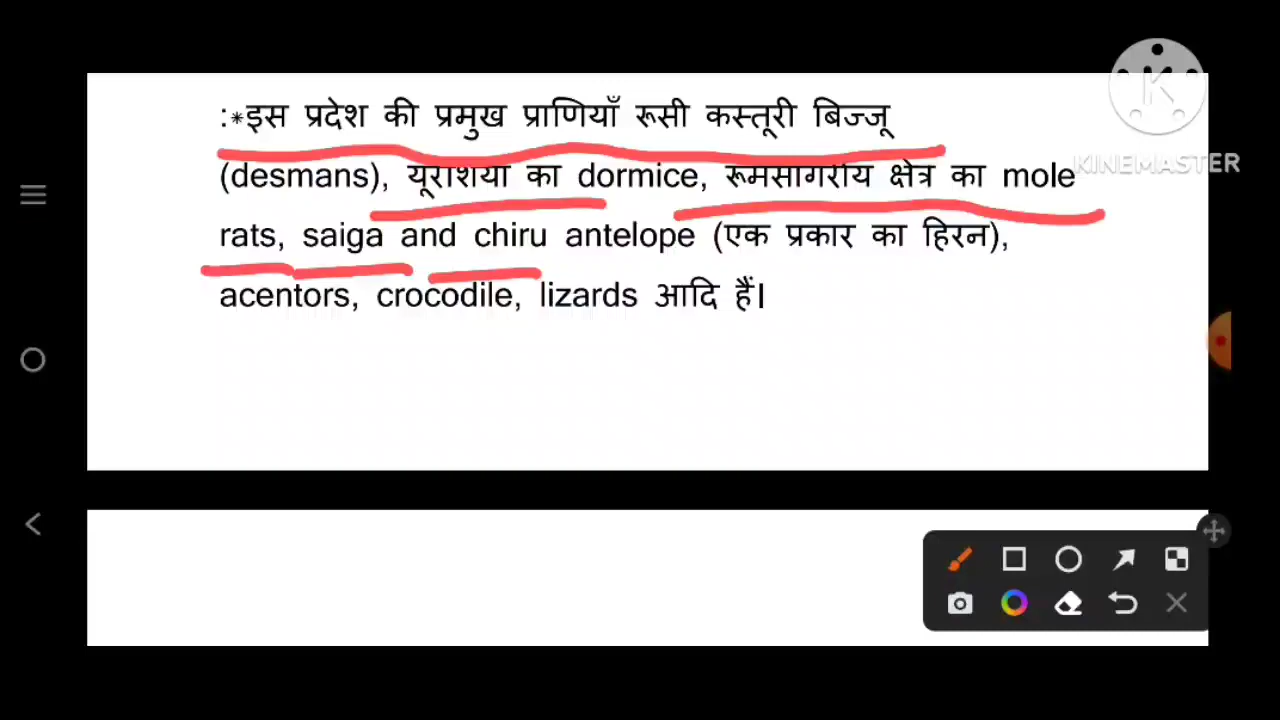 :*इस प्रदेश की प्रमुख प्राणियाँ रूसी कस्तूरी बिज्जू
(desmans), यूराशिया का dormice, रूमसागरीय क्षेत्र का mole
rats, saiga and chiru antelope (एक प्रकार का हिरन),
acentors, crocodile, lizards आदि हैं।
KINEMASTER